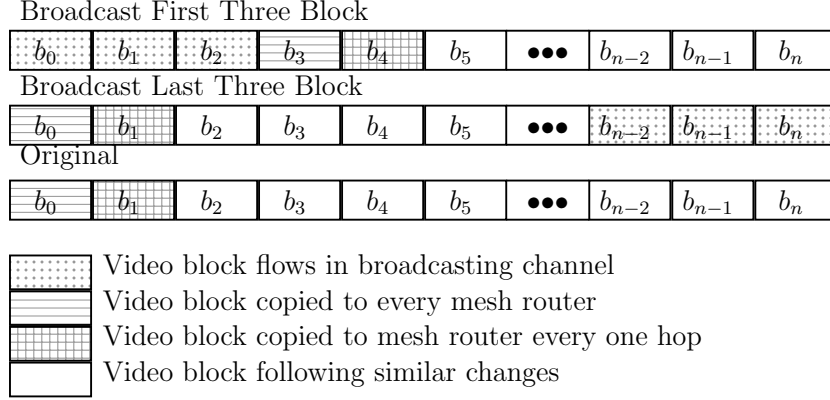 Broadcast First Three Block
b₀ b₁ b₂ b₃ b₄ b₅ ●●● bₙ₋₂ bₙ₋₁ bₙ
Broadcast Last Three Block
b₀ b₁ b₂ b₃ b₄ b₅ ●●● bₙ₋₂ bₙ₋₁ bₙ
Original
b₀ b₁ b₂ b₃ b₄ b₅ ●●● bₙ₋₂ bₙ₋₁ bₙ
Video block flows in broadcasting channel
Video block copied to every mesh router
Video block copied to mesh router every one hop
Video block following similar changes